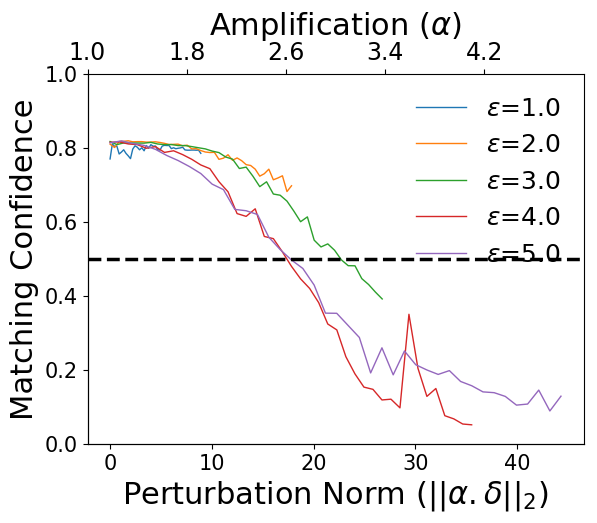 Amplification (α)
1.0 1.8 2.6 3.4 4.2
1.0
0.8
0.6
0.4
0.2
0.0
Matching Confidence
ε=1.0
ε=2.0
ε=3.0
ε=4.0
ε=5.0
0 10 20 30 40
Perturbation Norm (||α.δ||₂)